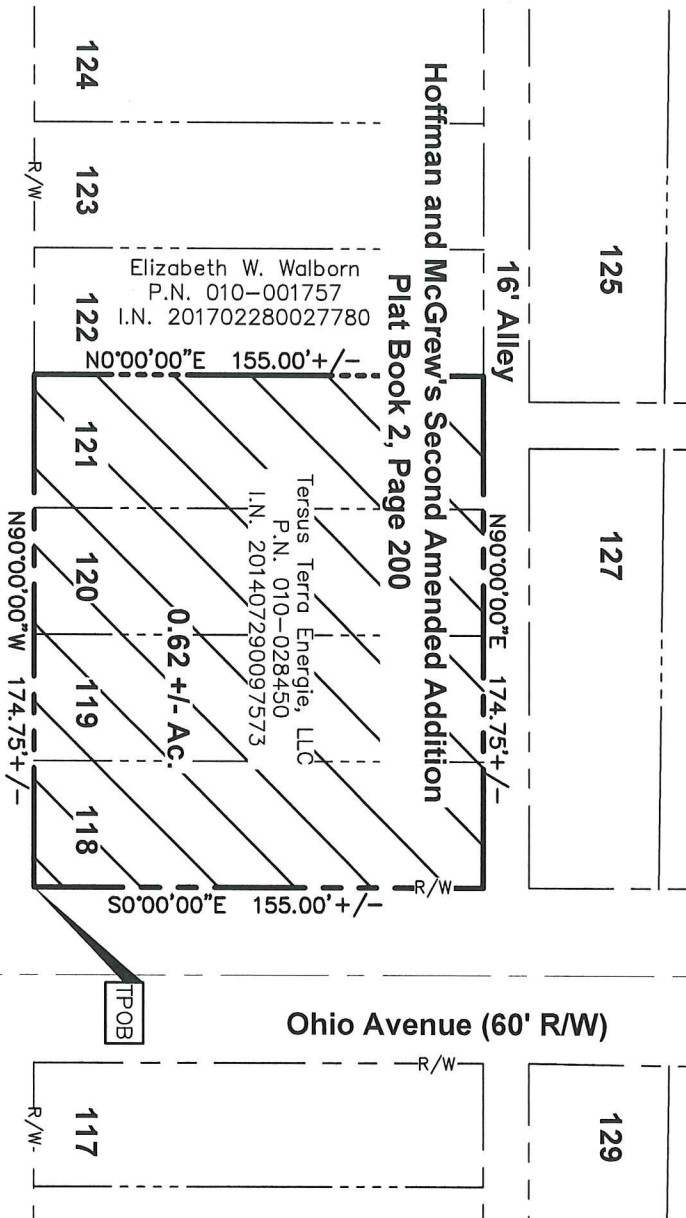 125
127
129
16' Alley
Hoffman and McGrew's Second Amended Addition
Plat Book 2, Page 200
N90°00'00"E 174.75'+/-
124
123
122
121
120
119
118
117
R/W
Elizabeth W. Walborn
P.N. 010-001757
I.N. 201702280027780
N0°00'00"E 155.00'+/-
Tersus Terra Energie, LLC
P.N. 010-028450
I.N. 201407290097573
0.62 +/- Ac.
N90°00'00"W 174.75'+/-
R/W
S0°00'00"E 155.00'+/-
TPOB
Ohio Avenue (60' R/W)
R/W
R/W